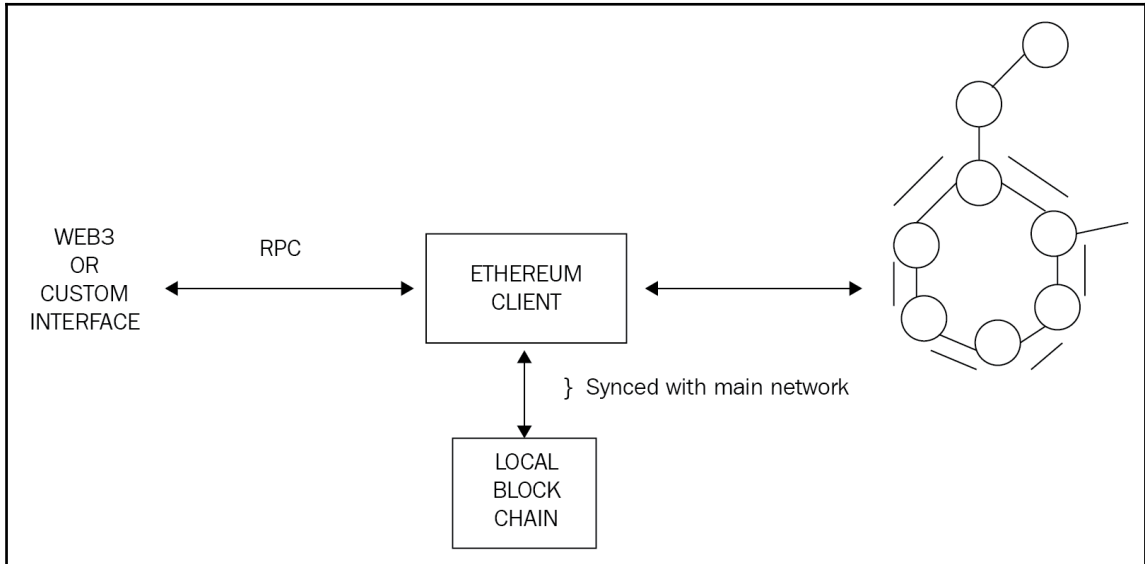 WEB3
OR
CUSTOM
INTERFACE
RPC
ETHEREUM
CLIENT
} Synced with main network
LOCAL
BLOCK
CHAIN